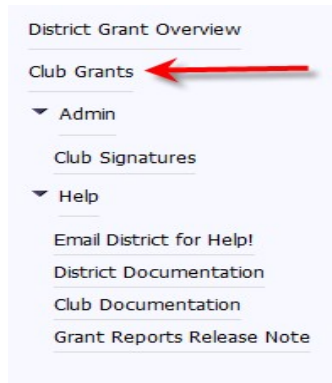 District Grant Overview
Club Grants
Admin
Club Signatures
Help
Email District for Help!
District Documentation
Club Documentation
Grant Reports Release Note